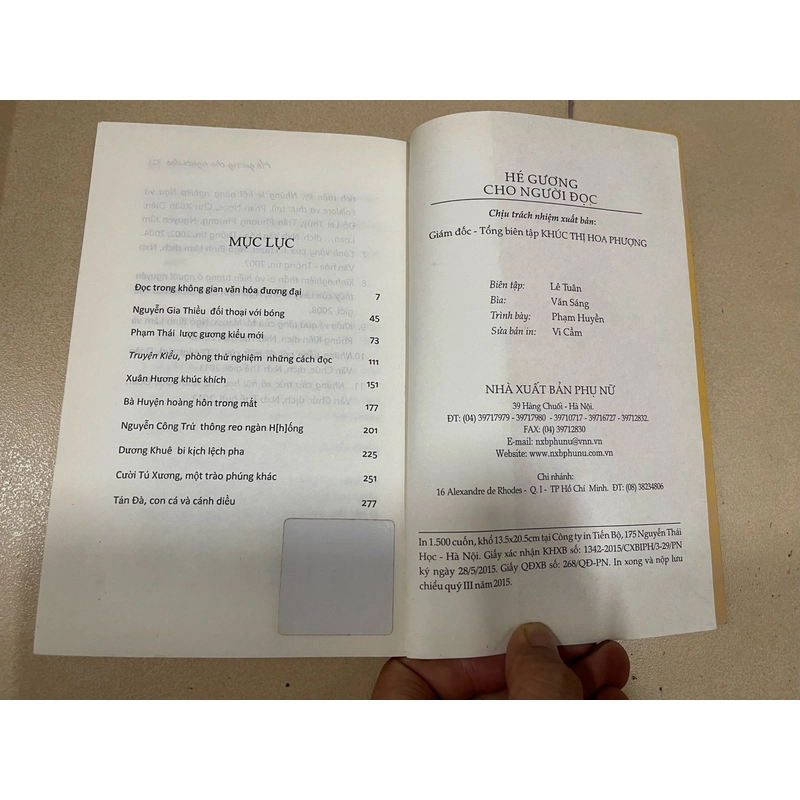 MỤC LỤC
Đọc trong không gian văn hóa đương đại 7
Nguyễn Gia Thiều đối thoại với bóng 45
Phạm Thái lược gương kiểu mới 73
Truyện Kiều, phòng thử nghiệm những cách đọc 111
Xuân Hương khúc khích 151
Bà Huyện hoàng hôn trong mắt 177
Nguyễn Công Trứ thông reo ngàn H[h]ống 201
Dương Khuê bi kịch lệch pha 225
Cười Tú Xương, một trào phúng khác 251
Tản Đà, con cá và cánh diều 277
HÉ GƯƠNG
CHO NGƯỜI ĐỌC
Chịu trách nhiệm xuất bản:
Giám đốc - Tổng biên tập KHÚC THỊ HOA PHƯỢNG
Biên tập: Lê Tuân
Bìa: Văn Sáng
Trình bày: Phạm Huyền
Sửa bản in: Vi Cầm
NHÀ XUẤT BẢN PHỤ NỮ
39 Hàng Chuối - Hà Nội.
ĐT: (04) 39717979 - 39717980 - 39710717 - 39716727 - 39712832.
FAX: (04) 39712830
E-mail: nxbphunu@vnn.vn
Website: www.nxbphunu.com.vn
Chi nhánh:
16 Alexandre de Rhodes - Q. I - TP Hồ Chí Minh. ĐT: (08) 38234806
In 1.500 cuốn, khổ 13.5x20.5cm tại Công ty in Tiến Bộ, 175 Nguyễn Thái
Học - Hà Nội. Giấy xác nhận KHXB số: 1342-2015/CXBIPH/3-29/PN
ký ngày 28/5/2015. Giấy QĐXB số: 268/QĐ-PN. In xong và nộp lưu
chiểu quý III năm 2015.